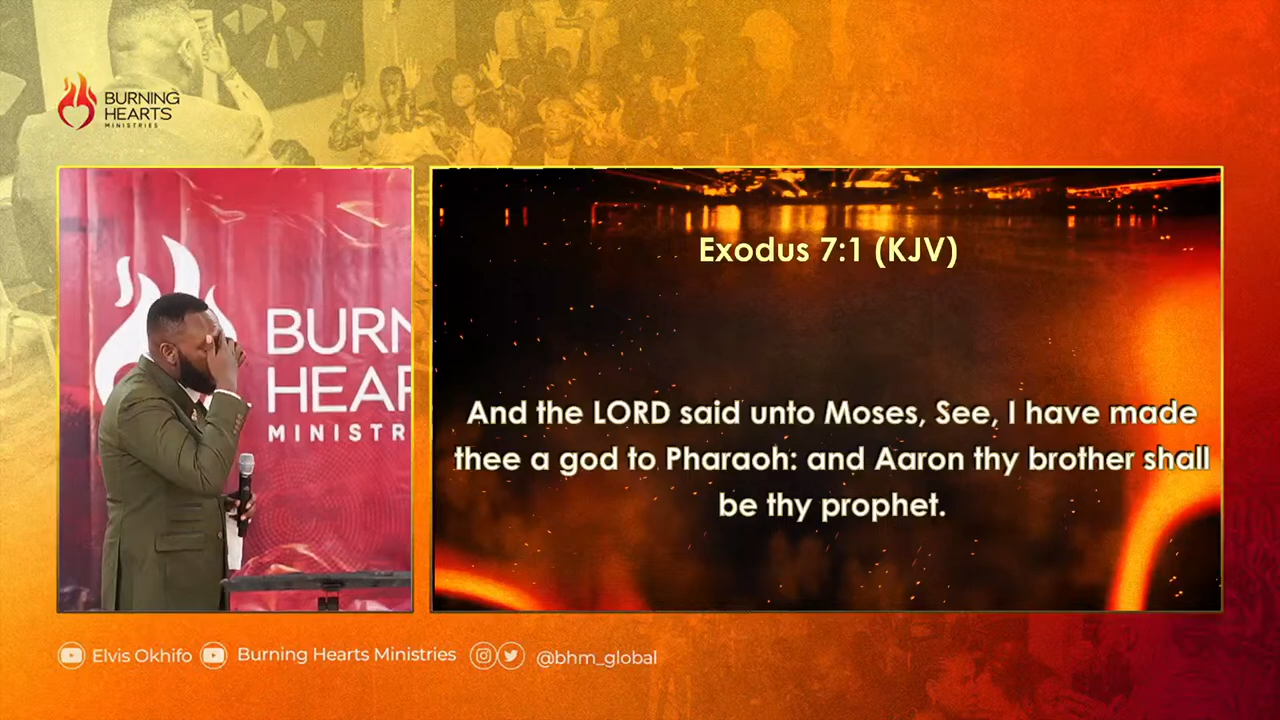 BURNING
HEARTS
MINISTRIES
BURN
HEAR
MINISTR
Exodus 7:1 (KJV)
And the LORD said unto Moses, See, I have made
thee a god to Pharaoh: and Aaron thy brother shall
be thy prophet.
Elvis Okhifo Burning Hearts Ministries @bhm_global